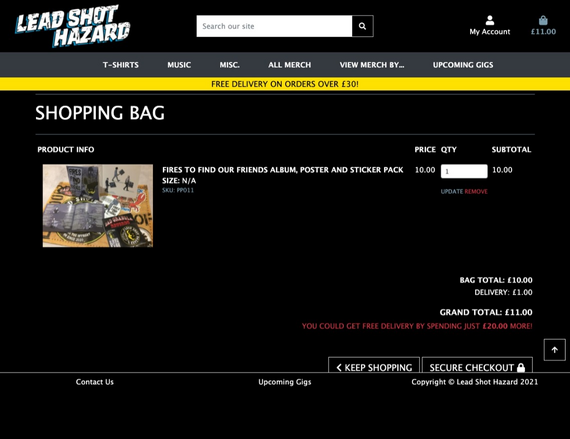 LEAD SHOT
HAZARD
Search our site
My Account
£11.00
T-SHIRTS MUSIC MISC. ALL MERCH VIEW MERCH BY... UPCOMING GIGS
FREE DELIVERY ON ORDERS OVER £30!
SHOPPING BAG
PRODUCT INFO PRICE QTY SUBTOTAL
FIRES TO FIND OUR FRIENDS ALBUM, POSTER AND STICKER PACK 10.00 1 10.00
SIZE: N/A
SKU: PP011
UPDATE REMOVE
BAG TOTAL: £10.00
DELIVERY: £1.00
GRAND TOTAL: £11.00
YOU COULD GET FREE DELIVERY BY SPENDING JUST £20.00 MORE!
KEEP SHOPPING SECURE CHECKOUT
Contact Us Upcoming Gigs Copyright © Lead Shot Hazard 2021